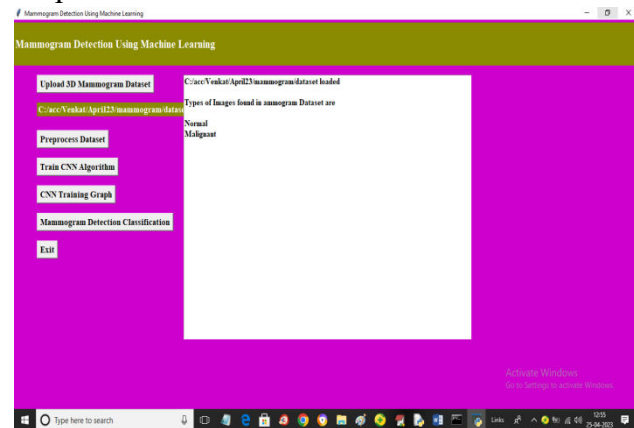 Mammogram Detection Using Machine Learning
Mammogram Detection Using Machine Learning
Upload 3D Mammogram Dataset
C:/acc/Venkat/April23/mammogram/datase
Preprocess Dataset
Train CNN Algorithm
CNN Training Graph
Mammogram Detection Classification
Exit
C:/acc/Venkat/April23/mammogram/dataset loaded
Types of Images found in ammogram Dataset are
Normal
Malignant
Activate Windows
Go to Settings to activate Windows.
Type here to search
Links
12:15
25-04-2023